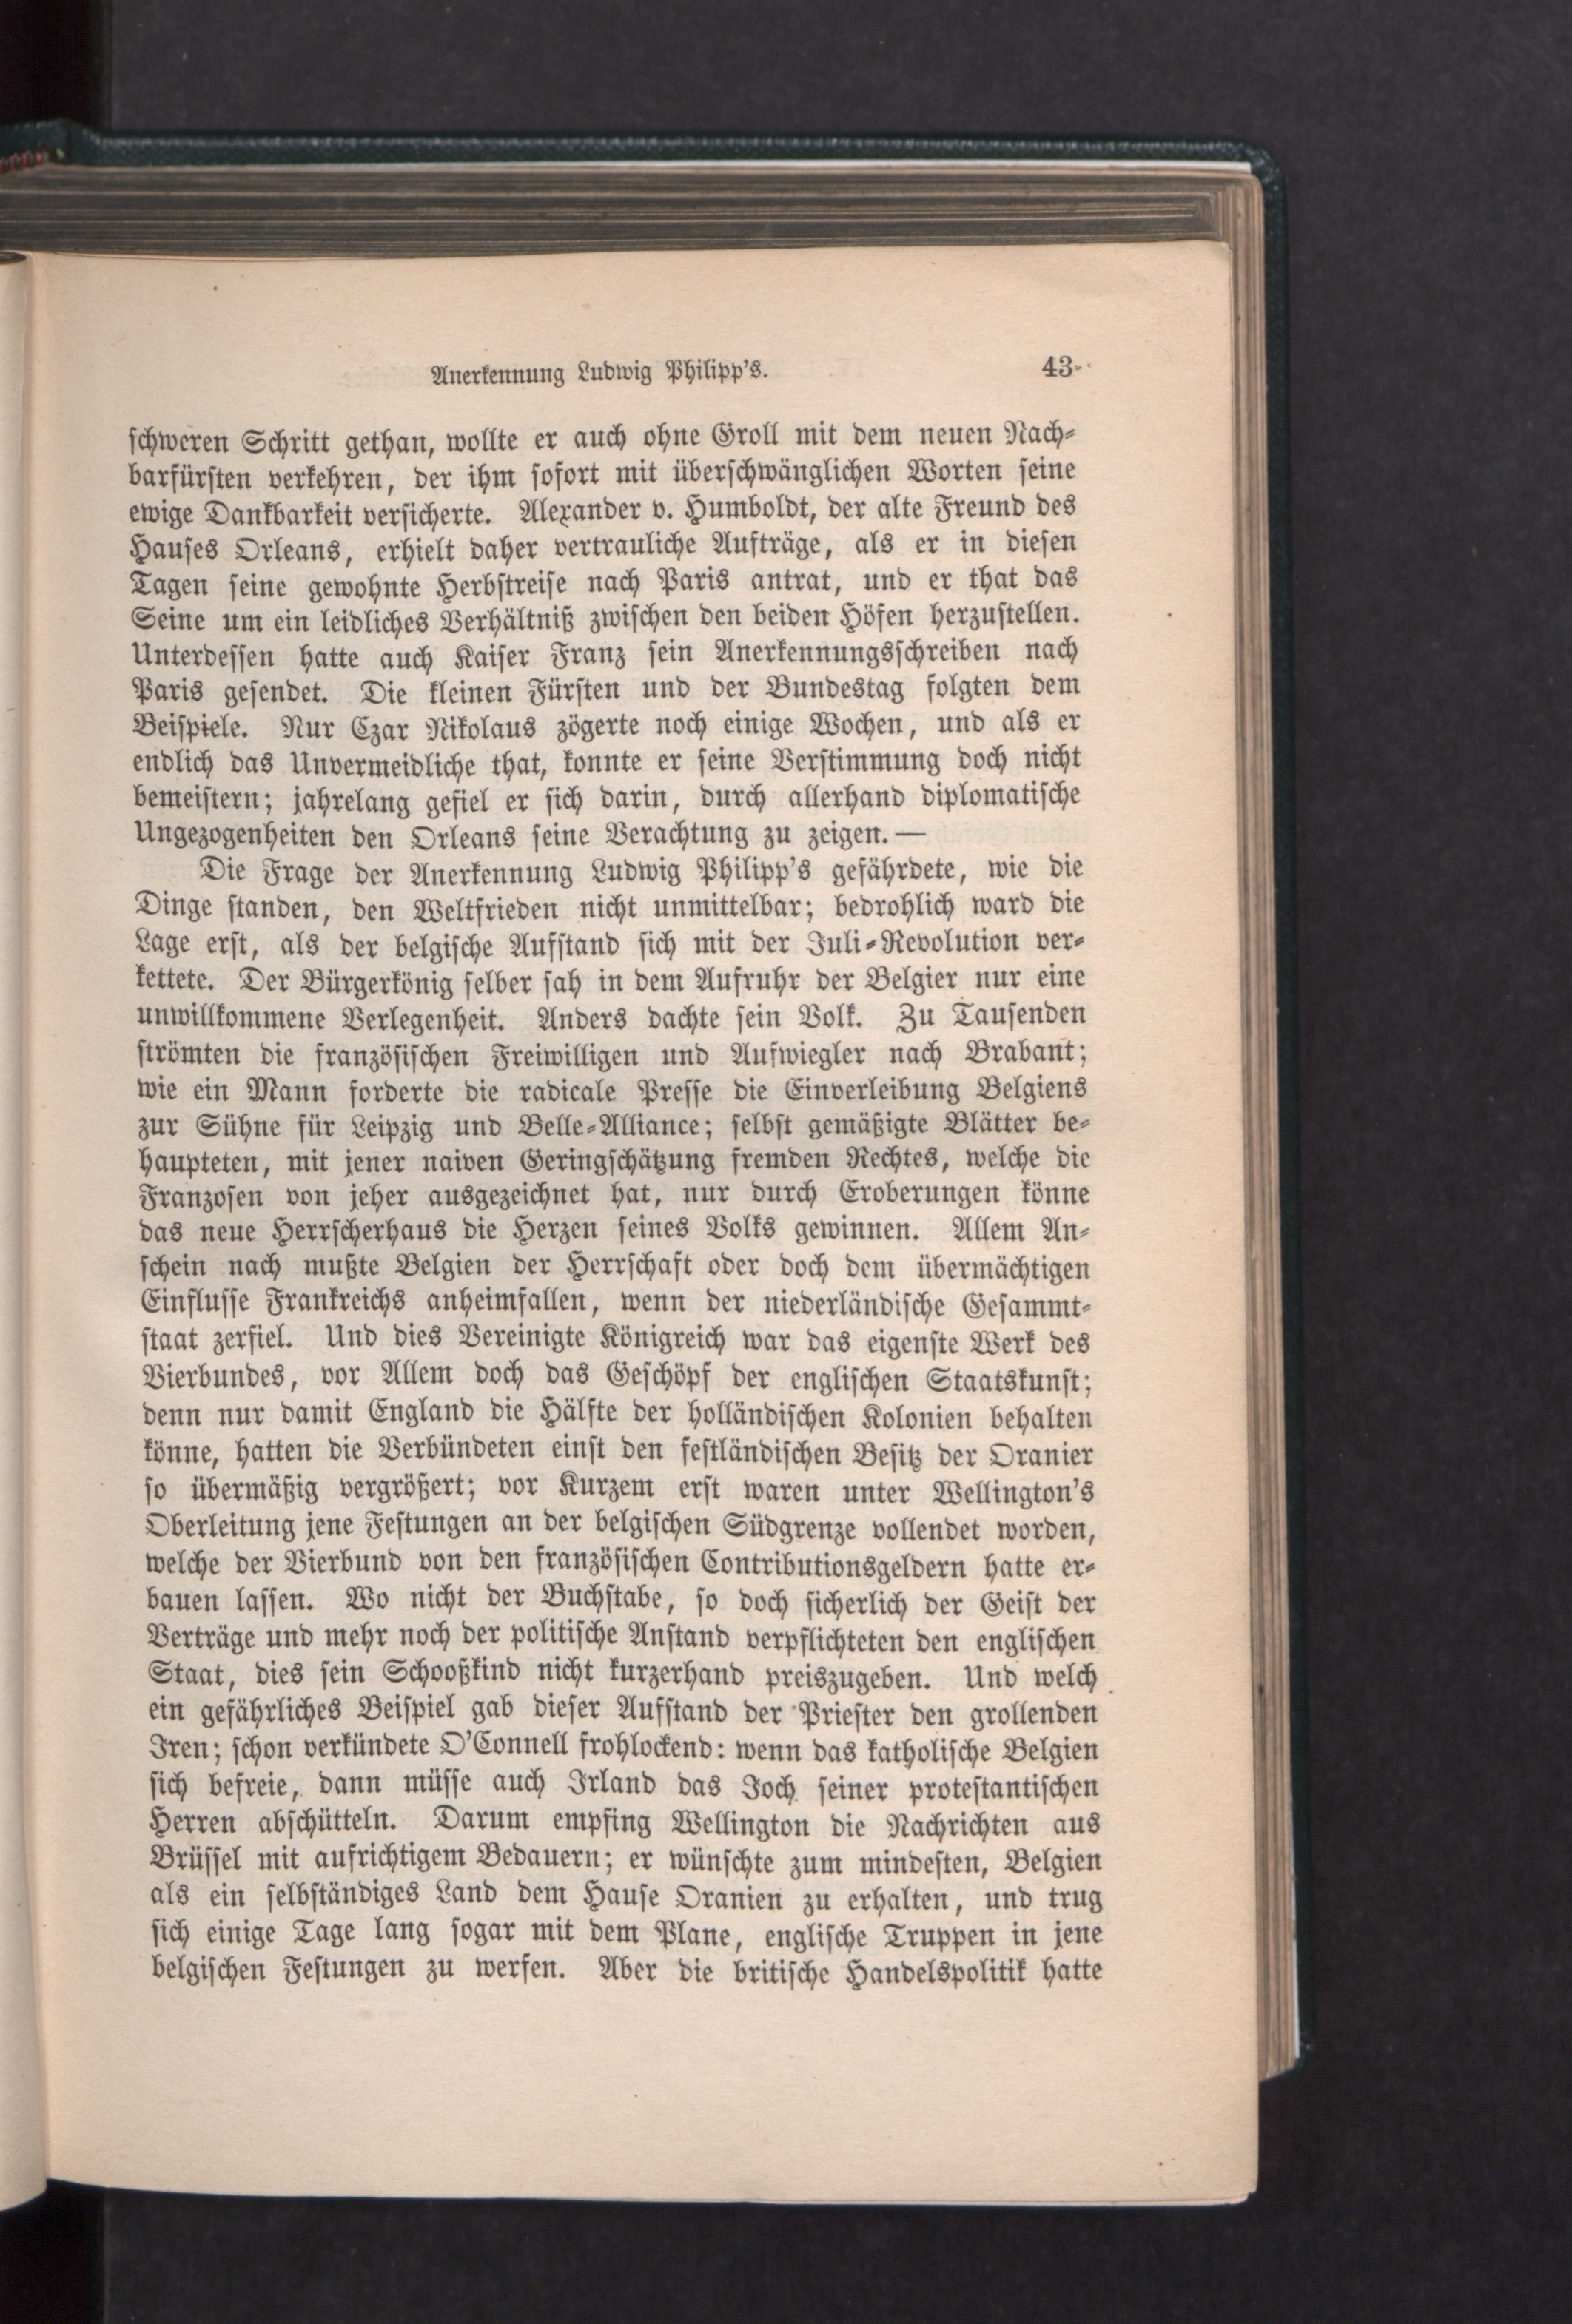 Anerkennung Ludwig Philipp's. 43
schweren Schritt gethan, wollte er auch ohne Groll mit dem neuen Nach-
barfürsten verkehren, der ihm sofort mit überschwänglichen Worten seine
ewige Dankbarkeit versicherte. Alexander v. Humboldt, der alte Freund des
Hauses Orleans, erhielt daher vertrauliche Aufträge, als er in diesen
Tagen seine gewohnte Herbstreise nach Paris antrat, und er that das
Seine um ein leidliches Verhältniß zwischen den beiden Höfen herzustellen.
Unterdessen hatte auch Kaiser Franz sein Anerkennungsschreiben nach
Paris gesendet. Die kleinen Fürsten und der Bundestag folgten dem
Beispiele. Nur Czar Nikolaus zögerte noch einige Wochen, und als er
endlich das Unvermeidliche that, konnte er seine Verstimmung doch nicht
bemeistern; jahrelang gefiel er sich darin, durch allerhand diplomatische
Ungezogenheiten den Orleans seine Verachtung zu zeigen. —
Die Frage der Anerkennung Ludwig Philipp's gefährdete, wie die
Dinge standen, den Weltfrieden nicht unmittelbar; bedrohlich ward die
Lage erst, als der belgische Aufstand sich mit der Juli-Revolution ver-
kettete. Der Bürgerkönig selber sah in dem Aufruhr der Belgier nur eine
unwillkommene Verlegenheit. Anders dachte sein Volk. Zu Tausenden
strömten die französischen Freiwilligen und Aufwiegler nach Brabant;
wie ein Mann forderte die radicale Presse die Einverleibung Belgiens
zur Sühne für Leipzig und Belle-Alliance; selbst gemäßigte Blätter be-
haupteten, mit jener naiven Geringschätzung fremden Rechtes, welche die
Franzosen von jeher ausgezeichnet hat, nur durch Eroberungen könne
das neue Herrscherhaus die Herzen seines Volks gewinnen. Allem An-
schein nach mußte Belgien der Herrschaft oder doch dem übermächtigen
Einflusse Frankreichs anheimfallen, wenn der niederländische Gesammt-
staat zerfiel. Und dies Vereinigte Königreich war das eigenste Werk des
Vierbundes, vor Allem doch das Geschöpf der englischen Staatskunst;
denn nur damit England die Hälfte der holländischen Kolonien behalten
könne, hatten die Verbündeten einst den festländischen Besitz der Oranier
so übermäßig vergrößert; vor Kurzem erst waren unter Wellington's
Oberleitung jene Festungen an der belgischen Südgrenze vollendet worden,
welche der Vierbund von den französischen Contributionsgeldern hatte er-
bauen lassen. Wo nicht der Buchstabe, so doch sicherlich der Geist der
Verträge und mehr noch der politische Anstand verpflichteten den englischen
Staat, dies sein Schooßkind nicht kurzerhand preiszugeben. Und welch
ein gefährliches Beispiel gab dieser Aufstand der Priester den grollenden
Iren; schon verkündete O'Connell frohlockend: wenn das katholische Belgien
sich befreie, dann müsse auch Irland das Joch seiner protestantischen
Herren abschütteln. Darum empfing Wellington die Nachrichten aus
Brüssel mit aufrichtigem Bedauern; er wünschte zum mindesten, Belgien
als ein selbständiges Land dem Hause Oranien zu erhalten, und trug
sich einige Tage lang sogar mit dem Plane, englische Truppen in jene
belgischen Festungen zu werfen. Aber die britische Handelspolitik hatte